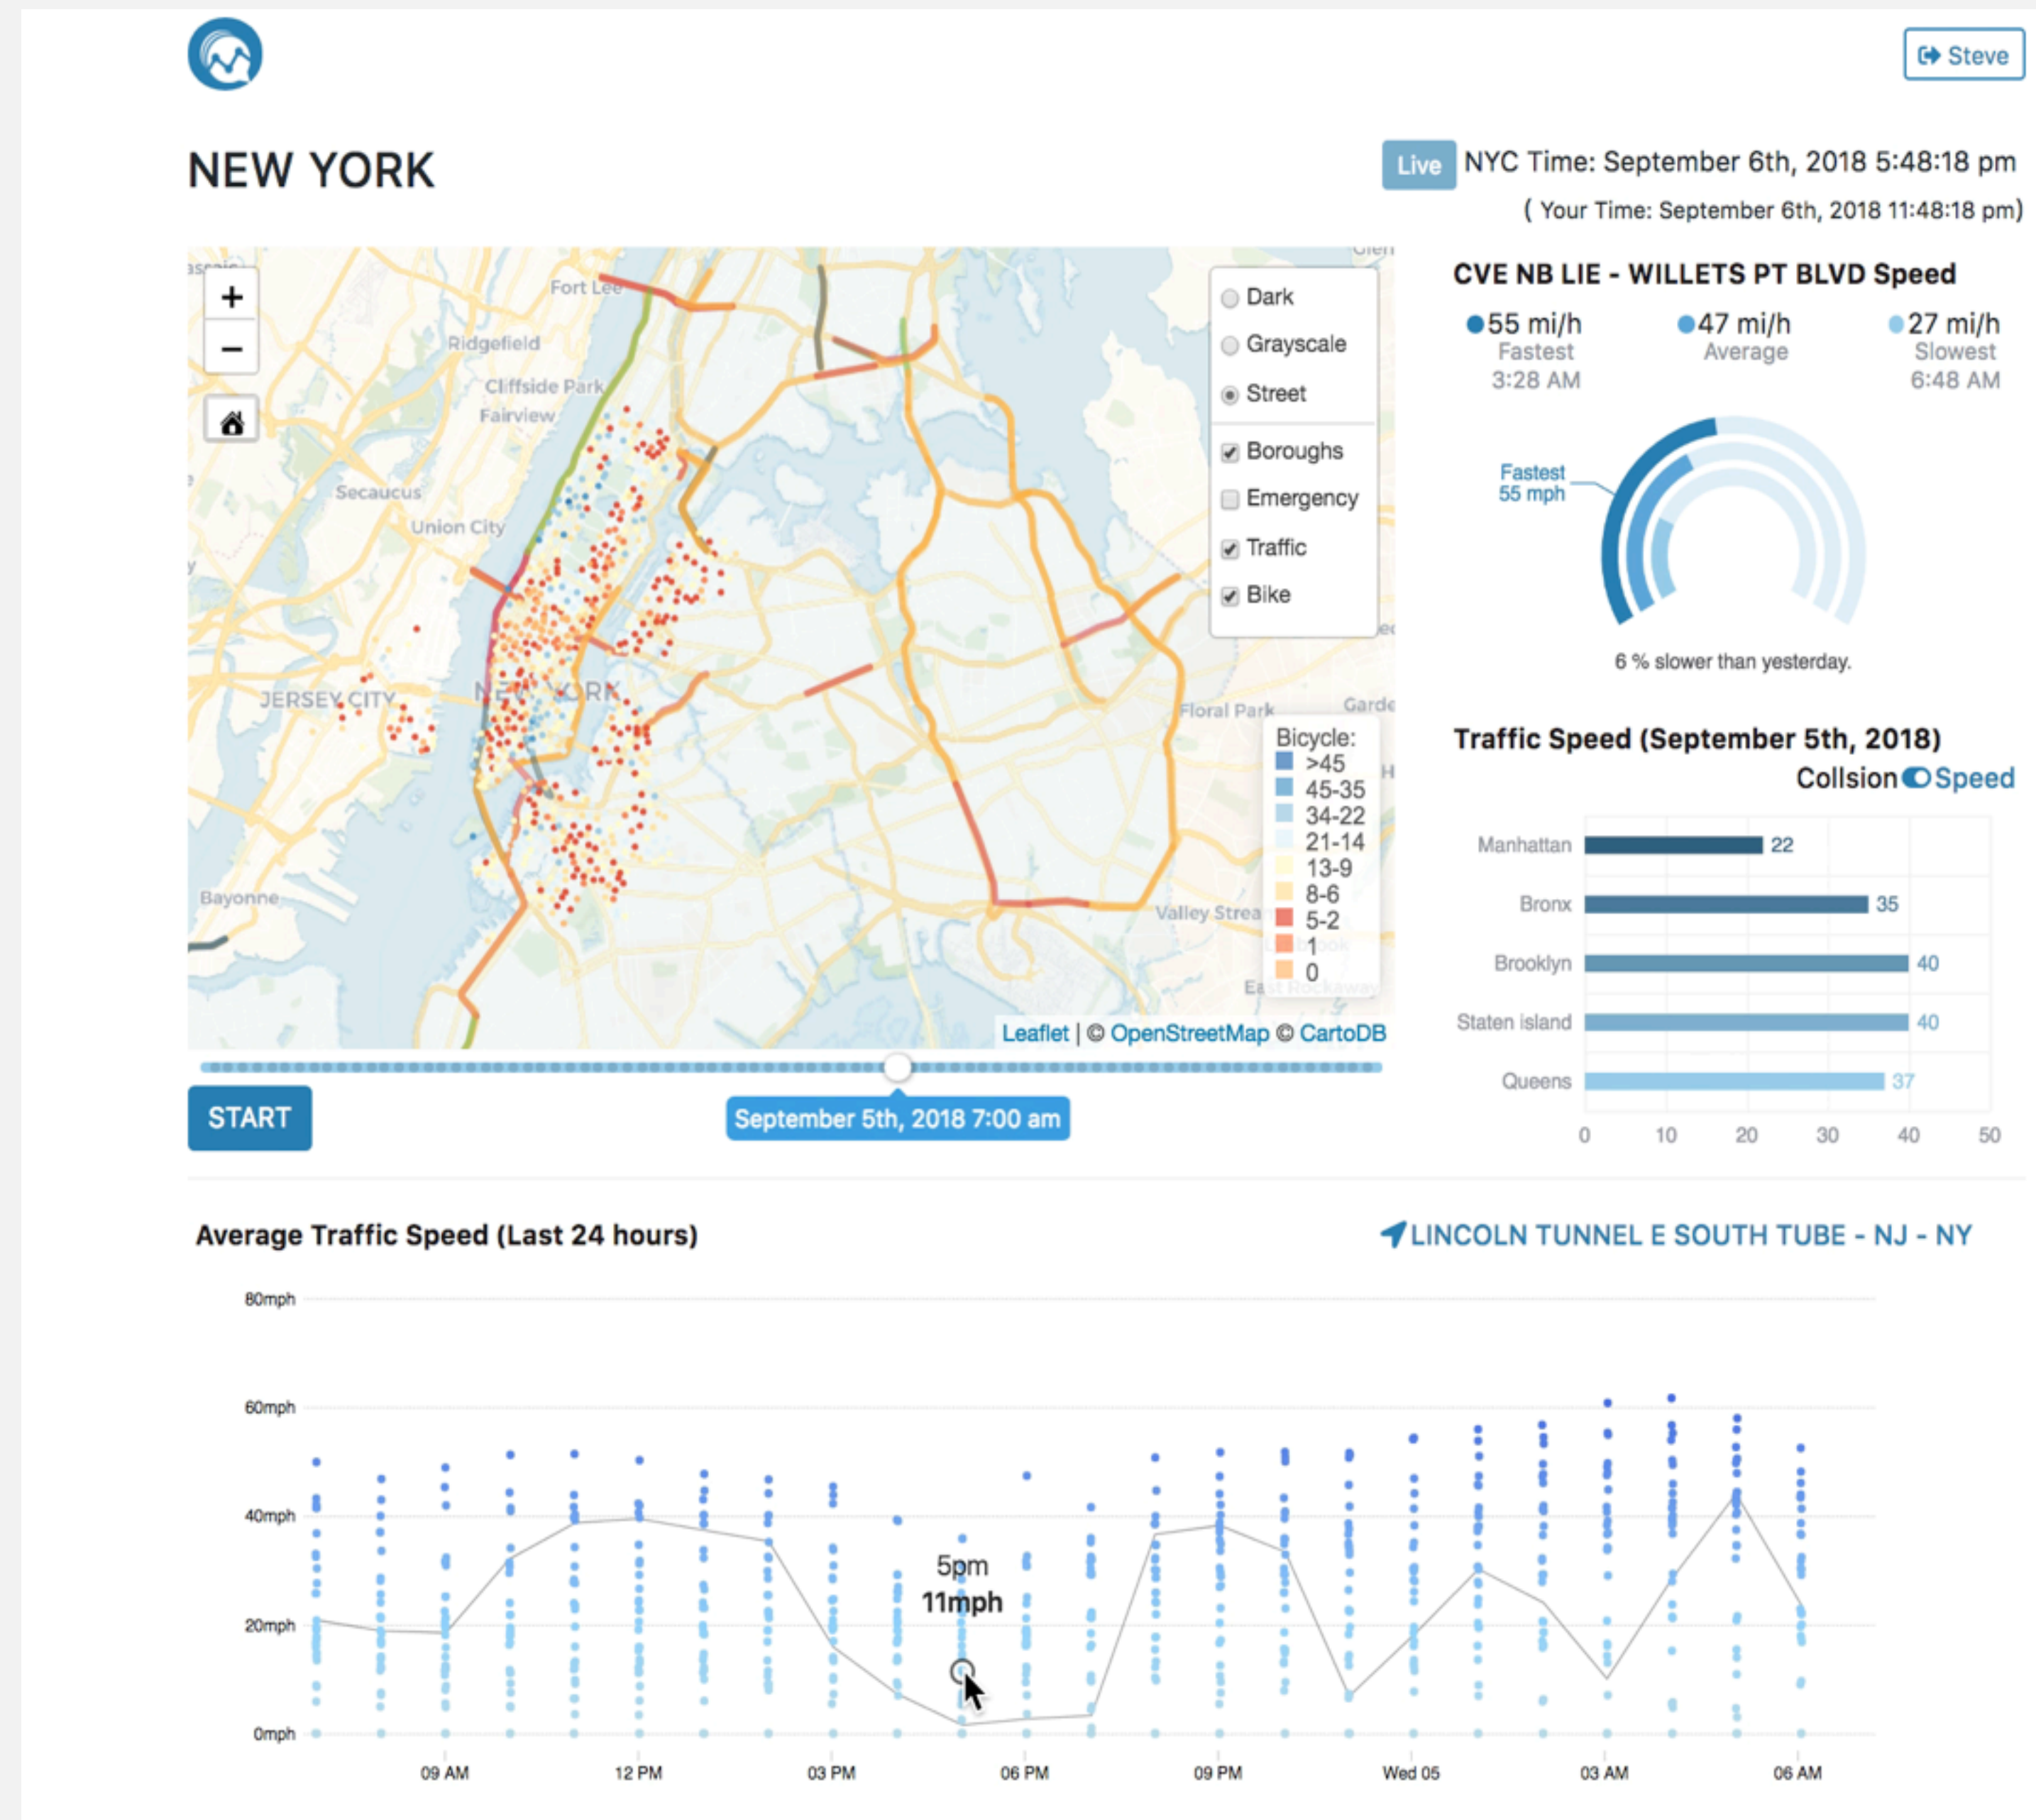 Steve
NEW YORK
Live NYC Time: September 6th, 2018 5:48:18 pm
( Your Time: September 6th, 2018 11:48:18 pm)
+
−
Fort Lee
Ridgefield
Cliffside Park
Fairview
Secaucus
Union City
JERSEY CITY
NEW YORK
Bayonne
Floral Park
Garde
Valley Strea
East Rockaway
Dark
Grayscale
Street
Boroughs
Emergency
Traffic
Bike
Bicycle:
>45
45-35
34-22
21-14
13-9
8-6
5-2
1
0
Leaflet | © OpenStreetMap © CartoDB
START
September 5th, 2018 7:00 am
CVE NB LIE - WILLETS PT BLVD Speed
55 mi/h 47 mi/h 27 mi/h
Fastest Average Slowest
3:28 AM 6:48 AM
Fastest
55 mph
6 % slower than yesterday.
Traffic Speed (September 5th, 2018)
Collsion Speed
Manhattan 22
Bronx 35
Brooklyn 40
Staten island 40
Queens 37
0 10 20 30 40 50
Average Traffic Speed (Last 24 hours)
LINCOLN TUNNEL E SOUTH TUBE - NJ - NY
80mph
60mph
40mph
20mph
0mph
5pm
11mph
09 AM 12 PM 03 PM 06 PM 09 PM Wed 05 03 AM 06 AM